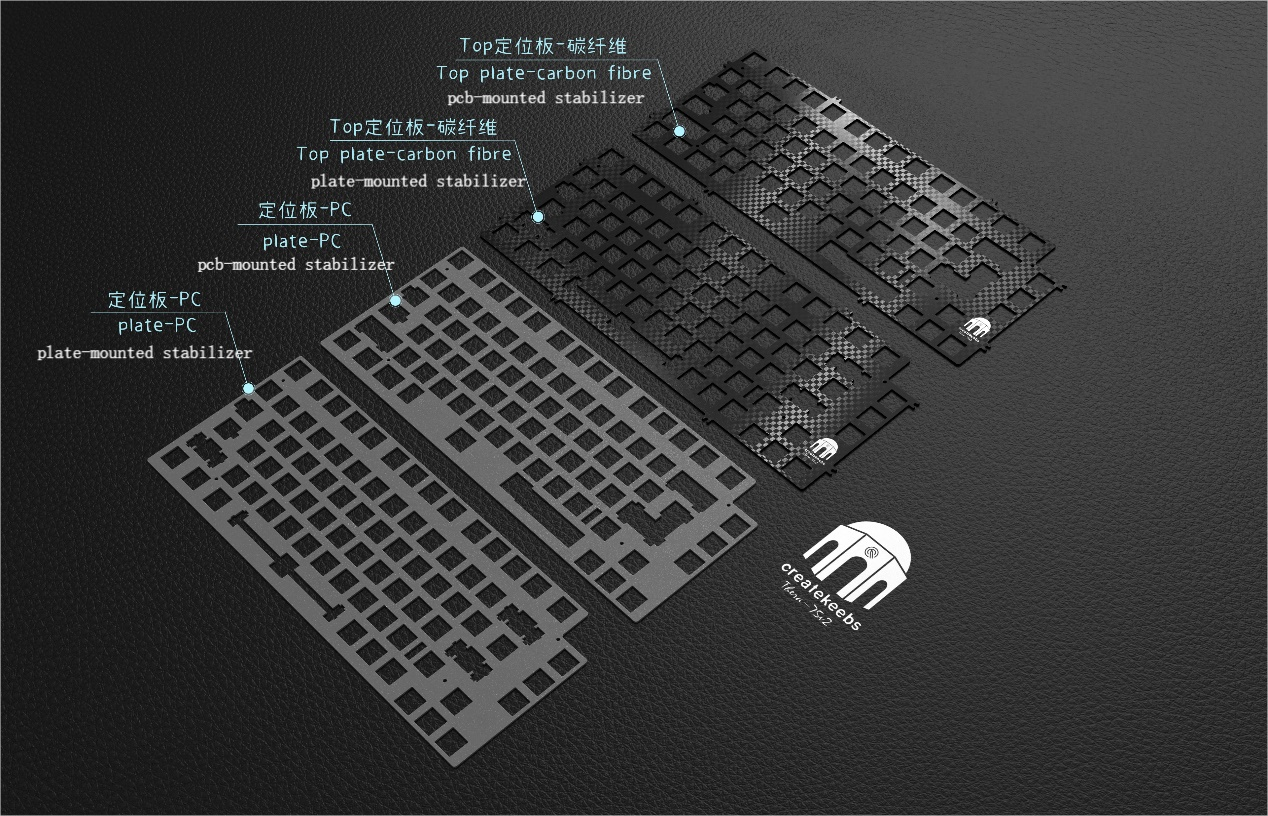 Top定位板-碳纤维
Top plate-carbon fibre
pcb-mounted stabilizer
Top定位板-碳纤维
Top plate-carbon fibre
plate-mounted stabilizer
定位板-PC
plate-PC
pcb-mounted stabilizer
定位板-PC
plate-PC
plate-mounted stabilizer
createkeebs
Thera-75v2